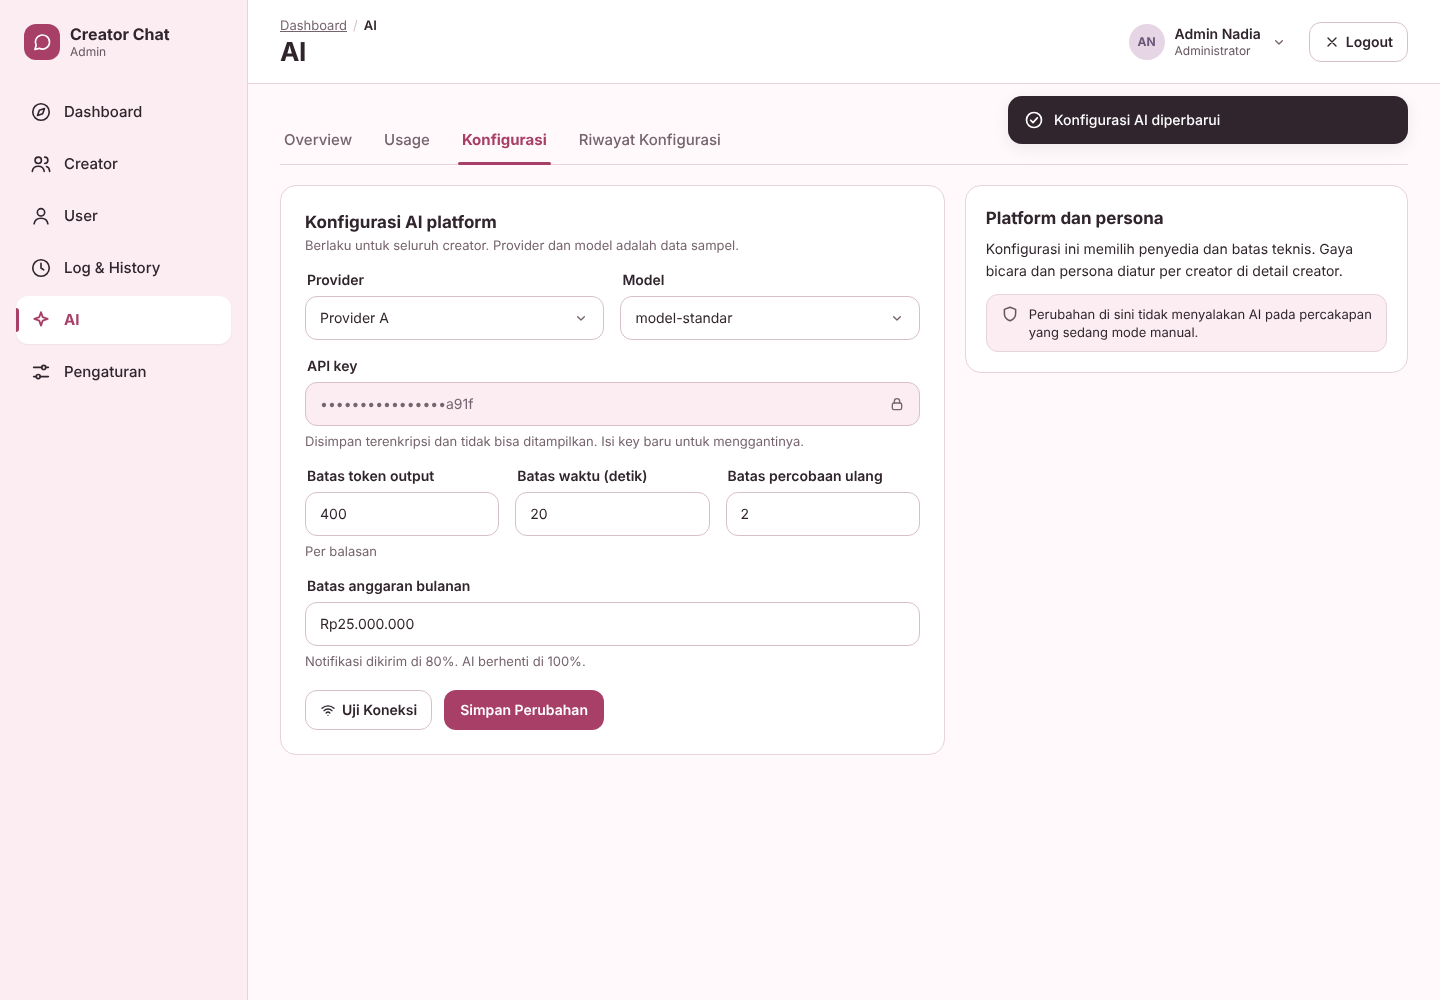 Creator Chat
Admin
Dashboard
Creator
User
Log & History
AI
Pengaturan
Dashboard / AI
AI
AN
Admin Nadia
Administrator
Logout
Konfigurasi AI diperbarui
Overview
Usage
Konfigurasi
Riwayat Konfigurasi
Konfigurasi AI platform
Berlaku untuk seluruh creator. Provider dan model adalah data sampel.
Provider
Model
Provider A
model-standar
API key
••••••••••••••••a91f
Disimpan terenkripsi dan tidak bisa ditampilkan. Isi key baru untuk menggantinya.
Batas token output
Batas waktu (detik)
Batas percobaan ulang
400
20
2
Per balasan
Batas anggaran bulanan
Rp25.000.000
Notifikasi dikirim di 80%. AI berhenti di 100%.
Uji Koneksi
Simpan Perubahan
Platform dan persona
Konfigurasi ini memilih penyedia dan batas teknis. Gaya
bicara dan persona diatur per creator di detail creator.
Perubahan di sini tidak menyalakan AI pada percakapan
yang sedang mode manual.